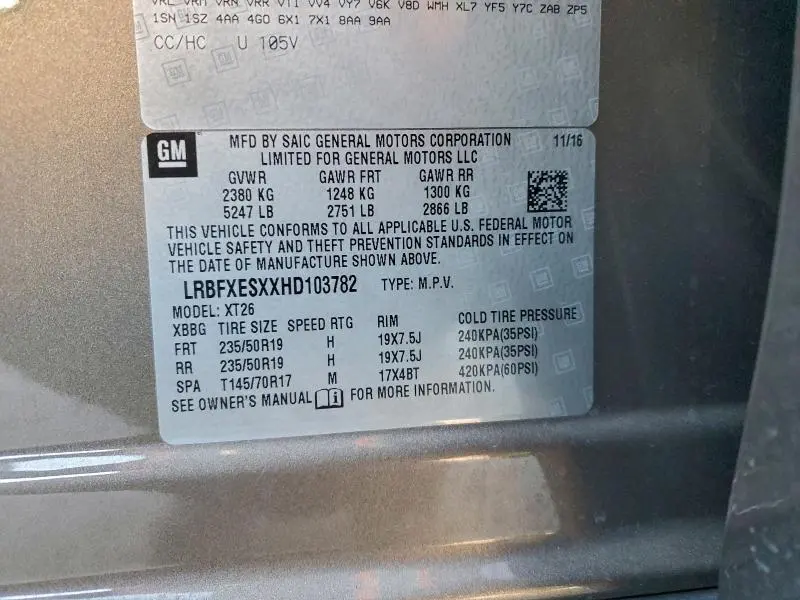 VRL VRM VRN VRR VT1 VV4 VY7 V6K V8D WMH XL7 YF5 Y7C ZAB ZP5
1SN 1SZ 4AA 4GO 6X1 7X1 8AA 9AA
CC/HC U 105V
GM
MFD BY SAIC GENERAL MOTORS CORPORATION 11/16
LIMITED FOR GENERAL MOTORS LLC
GVWR GAWR FRT GAWR RR
2380 KG 1248 KG 1300 KG
5247 LB 2751 LB 2866 LB
THIS VEHICLE CONFORMS TO ALL APPLICABLE U.S. FEDERAL MOTOR
VEHICLE SAFETY AND THEFT PREVENTION STANDARDS IN EFFECT ON
THE DATE OF MANUFACTURE SHOWN ABOVE.
LRBFXESXXHD103782 TYPE: M.P.V.
MODEL: XT26
XBBG TIRE SIZE SPEED RTG RIM COLD TIRE PRESSURE
FRT 235/50R19 H 19X7.5J 240KPA(35PSI)
RR 235/50R19 H 19X7.5J 240KPA(35PSI)
SPA T145/70R17 M 17X4BT 420KPA(60PSI)
SEE OWNER'S MANUAL FOR MORE INFORMATION.